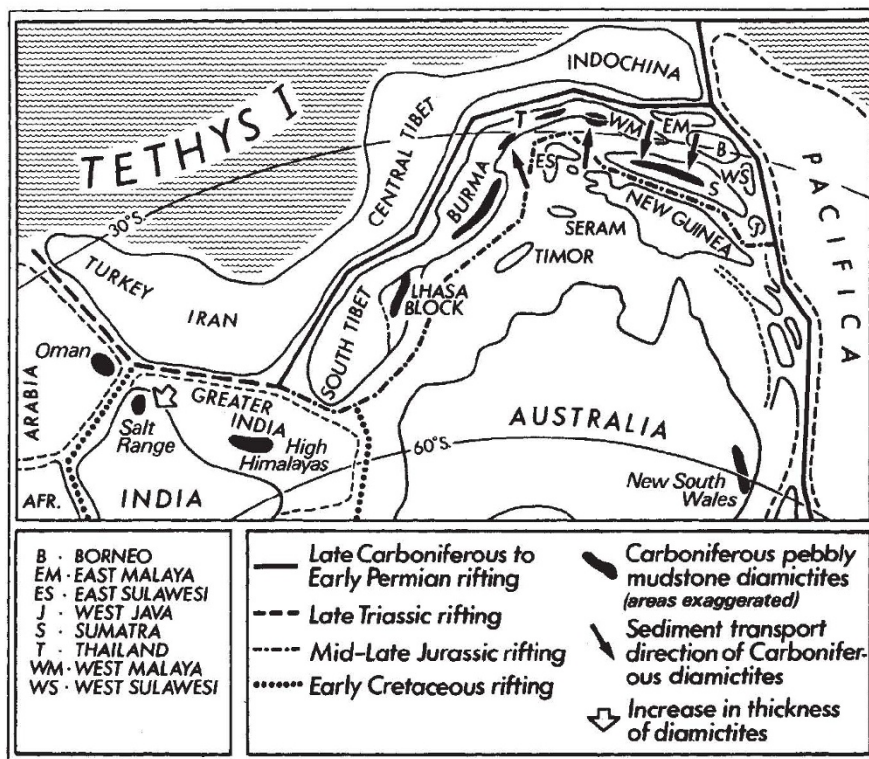 TETHYS I
INDOCHINA
CENTRAL TIBET
T
WM
EM
B
WS
ES
S
J
BURMA
NEW GUINEA
PACIFICA
30°S.
SERAM
TIMOR
TURKEY
IRAN
SOUTH TIBET
LHASA
BLOCK
Oman
ARABIA
GREATER
INDIA
Salt
Range
High
Himalayas
AUSTRALIA
60°S.
New South
Wales
AFR.
INDIA
B · BORNEO
EM · EAST MALAYA
ES · EAST SULAWESI
J · WEST JAVA
S · SUMATRA
T · THAILAND
WM · WEST MALAYA
WS · WEST SULAWESI
Late Carboniferous to
Early Permian rifting
Late Triassic rifting
Mid-Late Jurassic rifting
Early Cretaceous rifting
Carboniferous pebbly
mudstone diamictites
(areas exaggerated)
Sediment transport
direction of Carbonifer-
ous diamictites
Increase in thickness
of diamictites